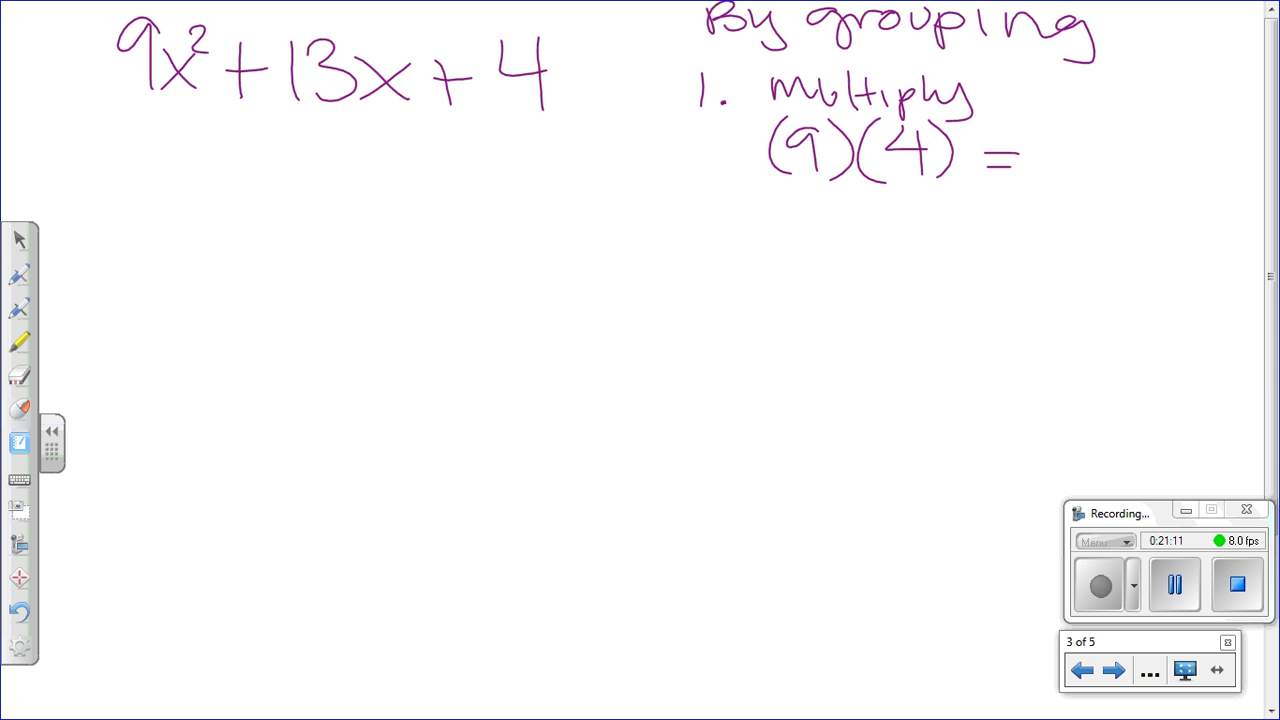 By grouping
9x² + 13x + 4
1. multiply
(9)(4) =
Recording...
Menu
0:21:11
8.0 fps
3 of 5
...